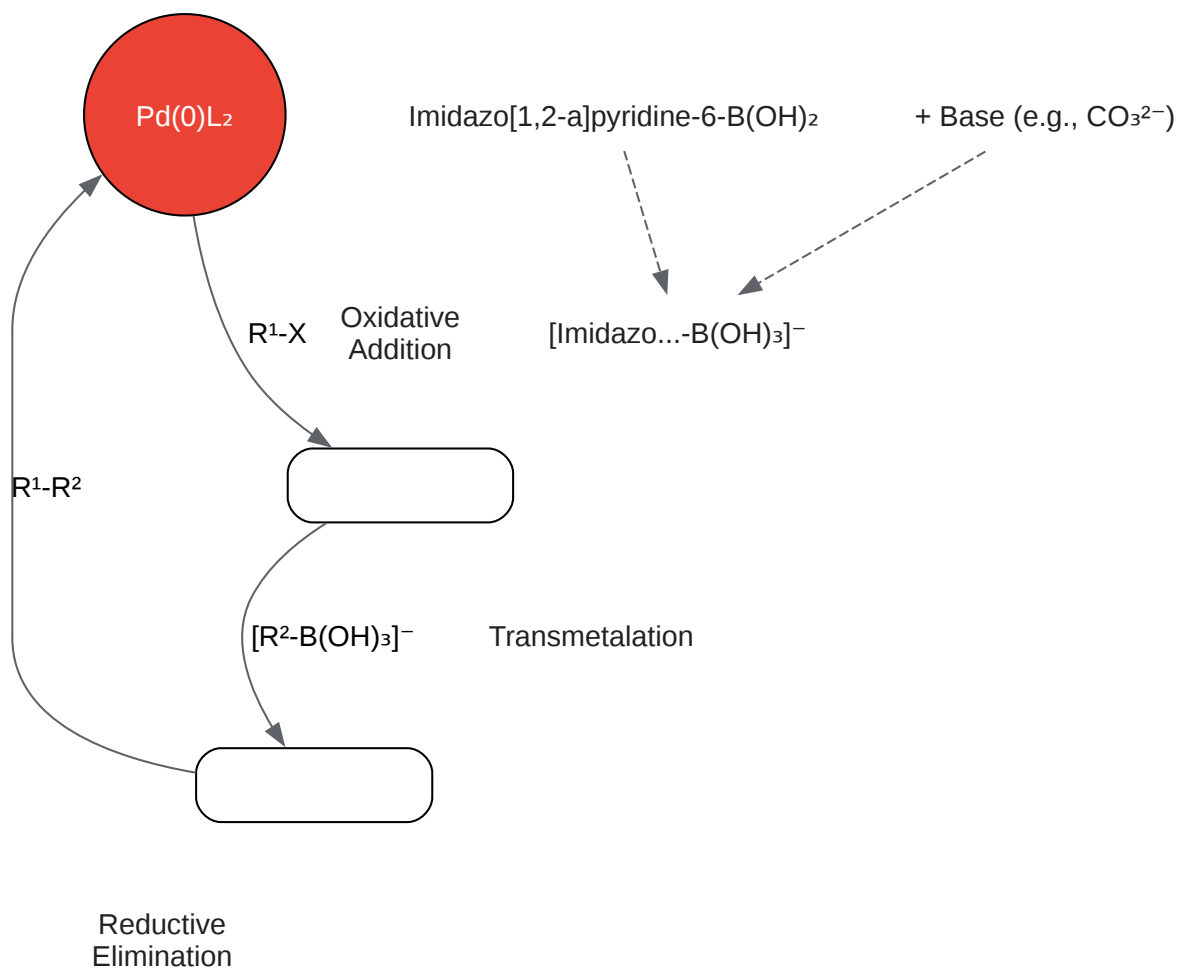 Pd(0)L₂
Imidazo[1,2-a]pyridine-6-B(OH)₂
+ Base (e.g., CO₃²⁻)
R¹-X
Oxidative
Addition
[Imidazo...-B(OH)₃]⁻
R¹-R²
[R²-B(OH)₃]⁻
Transmetalation
Reductive
Elimination